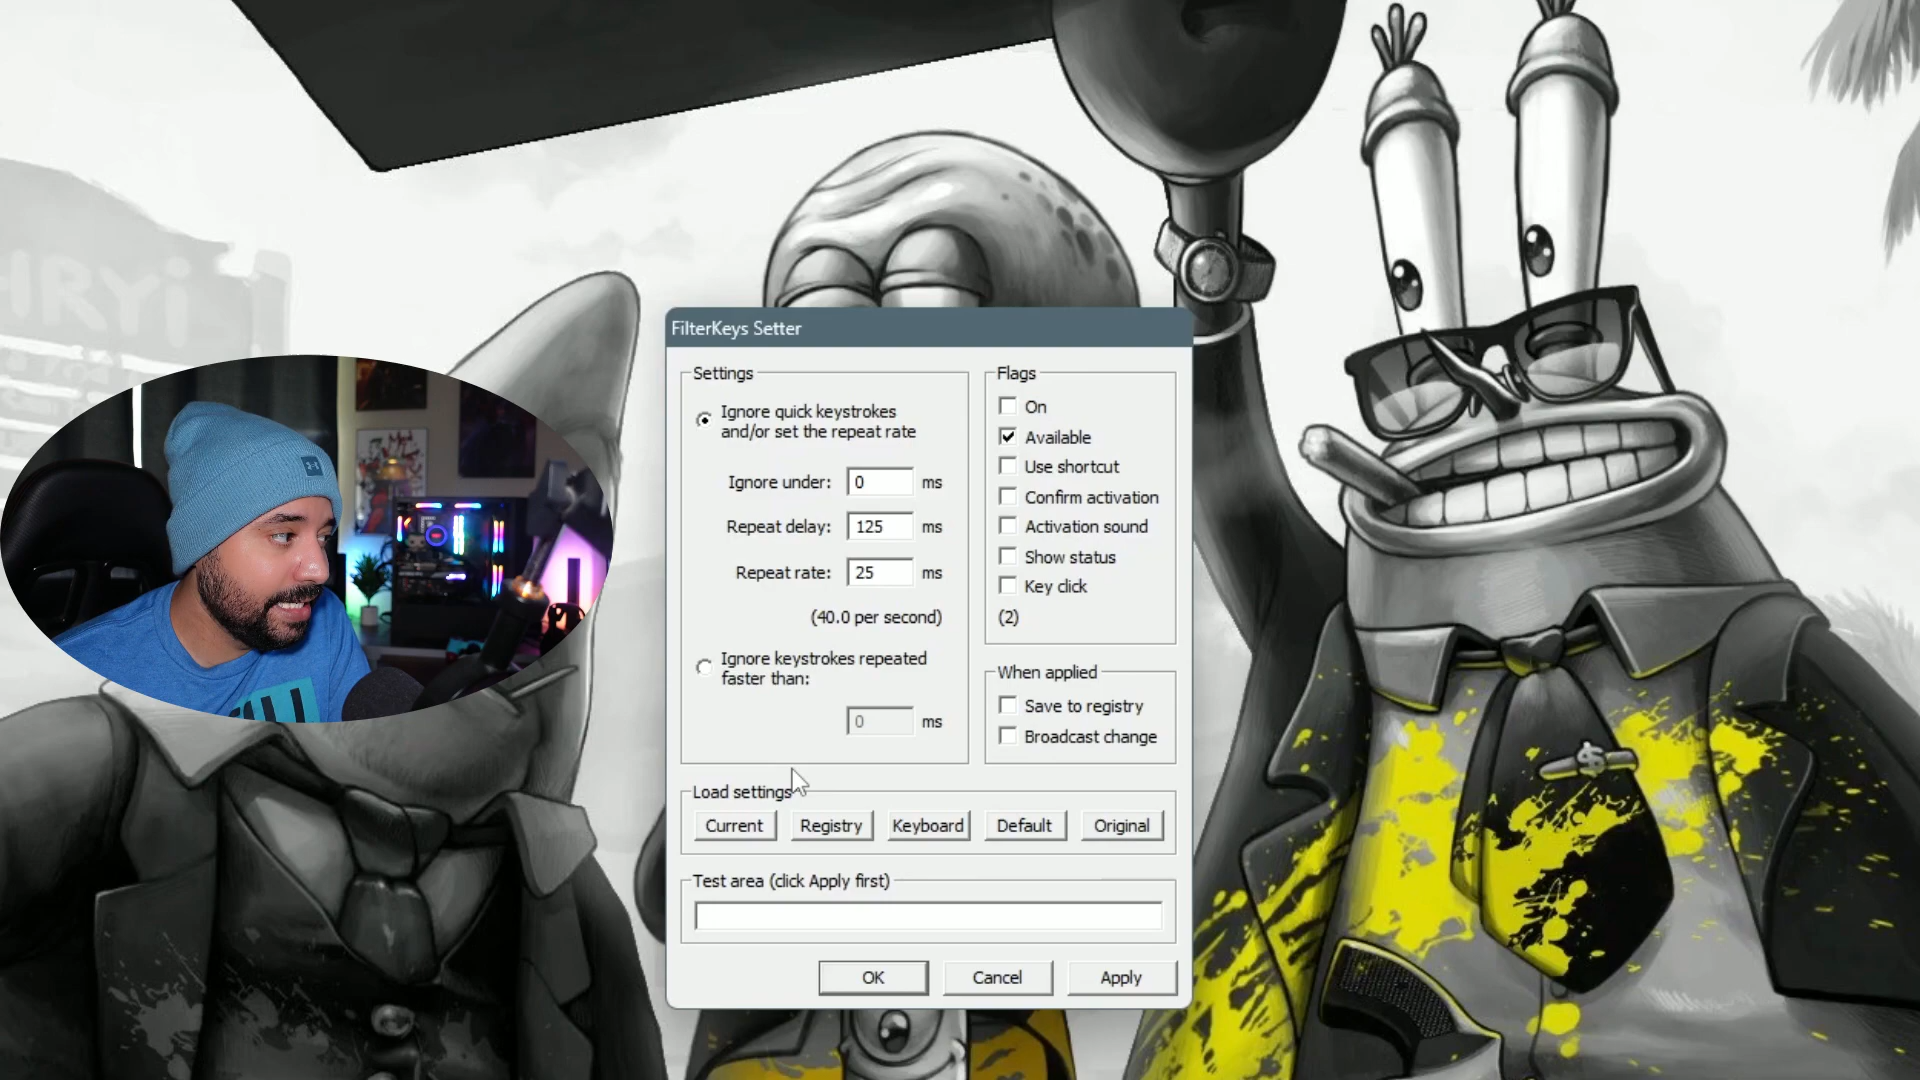 FilterKeys Setter
Settings
Ignore quick keystrokes
and/or set the repeat rate
Ignore under: 0 ms
Repeat delay: 125 ms
Repeat rate: 25 ms
(40.0 per second)
Ignore keystrokes repeated
faster than:
0 ms
Flags
On
Available
Use shortcut
Confirm activation
Activation sound
Show status
Key click
(2)
When applied
Save to registry
Broadcast change
Load settings
Current Registry Keyboard Default Original
Test area (click Apply first)
OK Cancel Apply
$